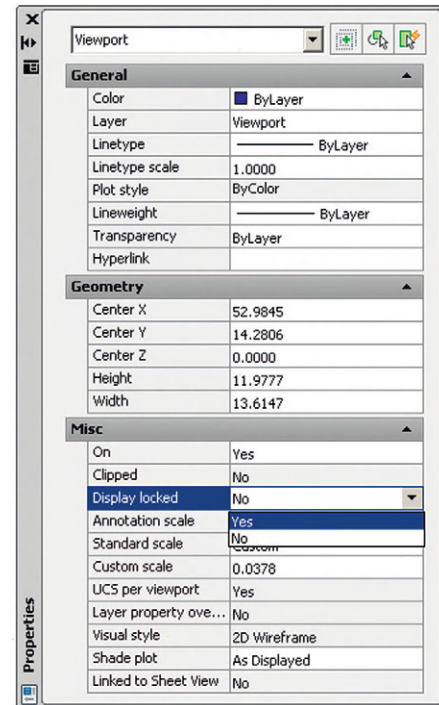 Viewport
General
Color ByLayer
Layer Viewport
Linetype ByLayer
Linetype scale 1.0000
Plot style ByColor
Lineweight ByLayer
Transparency ByLayer
Hyperlink
Geometry
Center X 52.9845
Center Y 14.2806
Center Z 0.0000
Height 11.9777
Width 13.6147
Misc
On Yes
Clipped No
Display locked No
Annotation scale Yes
No
Standard scale Custom
Custom scale 0.0378
UCS per viewport Yes
Layer property ove... No
Visual style 2D Wireframe
Shade plot As Displayed
Linked to Sheet View No
Properties